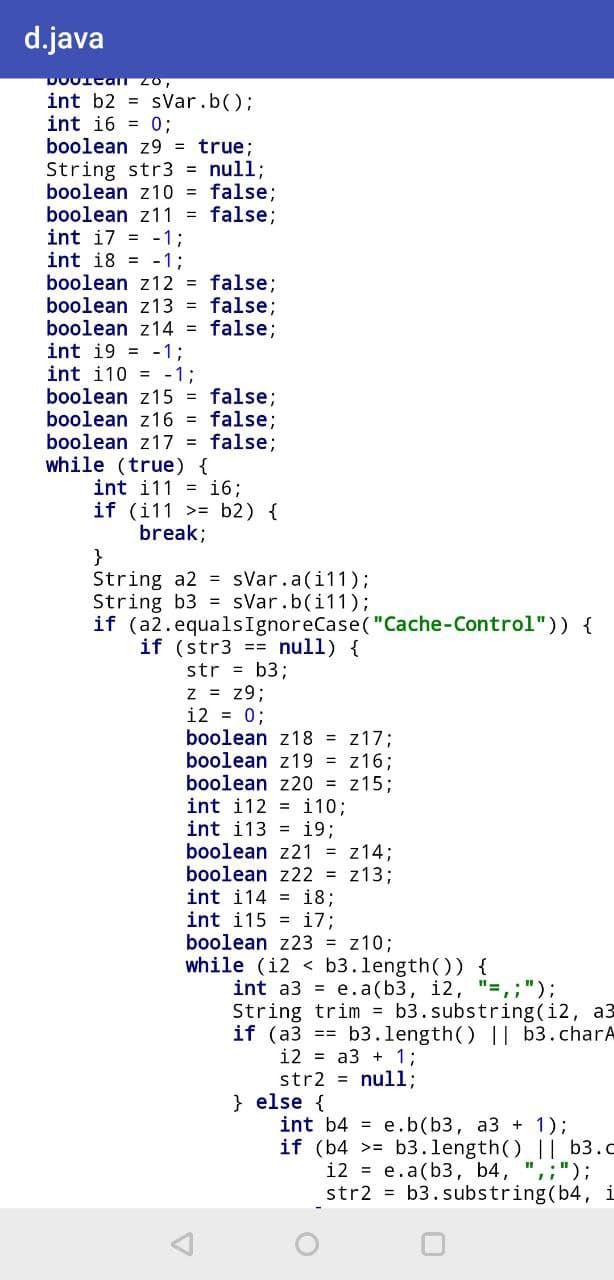 d.java
boolean z8;
int b2 = sVar.b();
int i6 = 0;
boolean z9 = true;
String str3 = null;
boolean z10 = false;
boolean z11 = false;
int i7 = -1;
int i8 = -1;
boolean z12 = false;
boolean z13 = false;
boolean z14 = false;
int i9 = -1;
int i10 = -1;
boolean z15 = false;
boolean z16 = false;
boolean z17 = false;
while (true) {
int i11 = i6;
if (i11 >= b2) {
break;
}
String a2 = sVar.a(i11);
String b3 = sVar.b(i11);
if (a2.equalsIgnoreCase("Cache-Control")) {
if (str3 == null) {
str = b3;
z = z9;
i2 = 0;
boolean z18 = z17;
boolean z19 = z16;
boolean z20 = z15;
int i12 = i10;
int i13 = i9;
boolean z21 = z14;
boolean z22 = z13;
int i14 = i8;
int i15 = i7;
boolean z23 = z10;
while (i2 < b3.length()) {
int a3 = e.a(b3, i2, "=,;");
String trim = b3.substring(i2, a3
if (a3 == b3.length() || b3.charA
i2 = a3 + 1;
str2 = null;
} else {
int b4 = e.b(b3, a3 + 1);
if (b4 >= b3.length() || b3.c
i2 = e.a(b3, b4, ",;");
str2 = b3.substring(b4, i